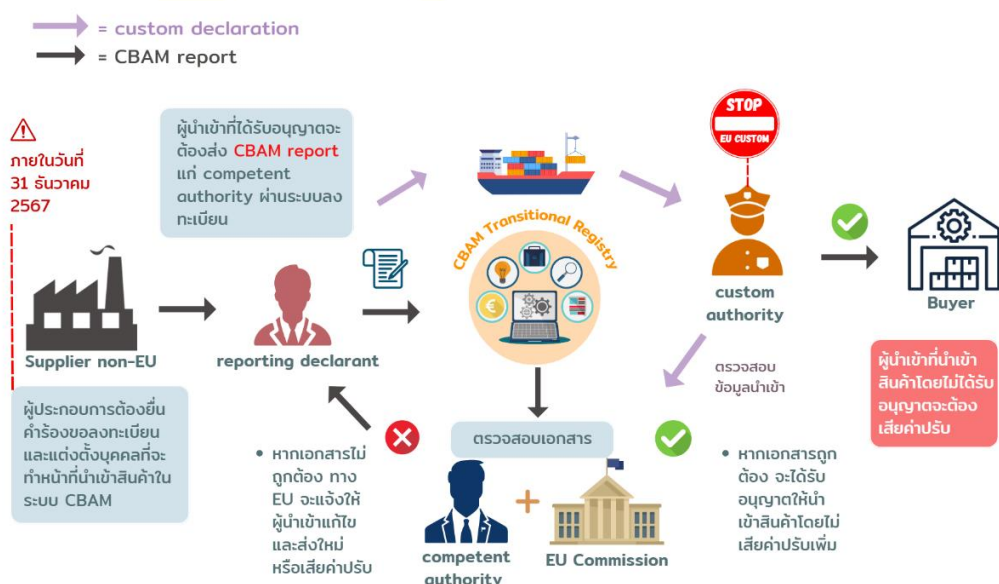 = custom declaration
= CBAM report
ภายในวันที่
31 ธันวาคม
2567
ผู้นำเข้าที่ได้รับอนุญาตจะ
ต้องส่ง CBAM report
แก่ competent
authority ผ่านระบบลง
ทะเบียน
STOP
EU CUSTOM
CBAM Transitional Registry
Supplier non-EU
reporting declarant
custom
authority
Buyer
ผู้ประกอบการต้องยื่น
คำร้องขอลงทะเบียน
และแต่งตั้งบุคคลที่จะ
ทำหน้าที่นำเข้าสินค้าใน
ระบบ CBAM
• หากเอกสารไม่
ถูกต้อง ทาง
EU จะแจ้งให้
ผู้นำเข้าแก้ไข
และส่งใหม่
หรือเสียค่าปรับ
ตรวจสอบเอกสาร
competent
authority
EU Commission
ตรวจสอบ
ข้อมูลนำเข้า
• หากเอกสารถูก
ต้อง จะได้รับ
อนุญาตให้นำ
เข้าสินค้าโดยไม่
เสียค่าปรับเพิ่ม
ผู้นำเข้าที่นำเข้า
สินค้าโดยไม่ได้รับ
อนุญาตจะต้อง
เสียค่าปรับ